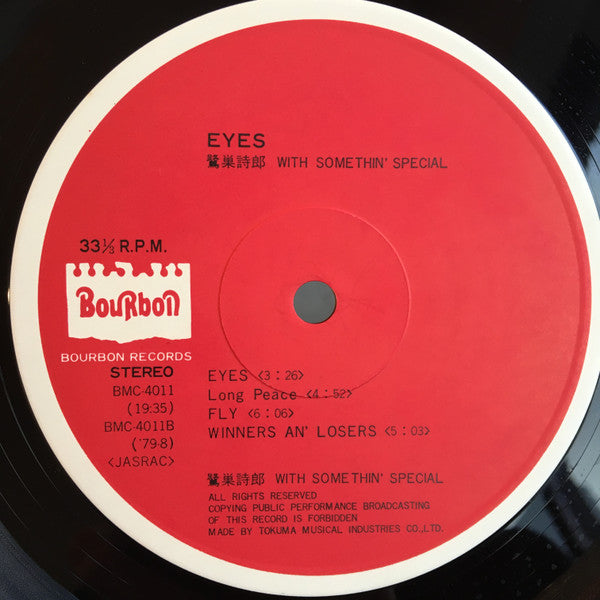 EYES
鷺巣詩郎 WITH SOMETHIN' SPECIAL
33⅓ R.P.M.
BouRbon
BOURBON RECORDS
STEREO
BMC-4011
(19:35)
BMC-4011B
('79·8)
<JASRAC>
EYES <3:26>
Long Peace <4:52>
FLY <6:06>
WINNERS AN' LOSERS <5:03>
鷺巣詩郎 WITH SOMETHIN' SPECIAL
ALL RIGHTS RESERVED
COPYING PUBLIC PERFORMANCE BROADCASTING
OF THIS RECORD IS FORBIDDEN
MADE BY TOKUMA MUSICAL INDUSTRIES CO.,LTD.